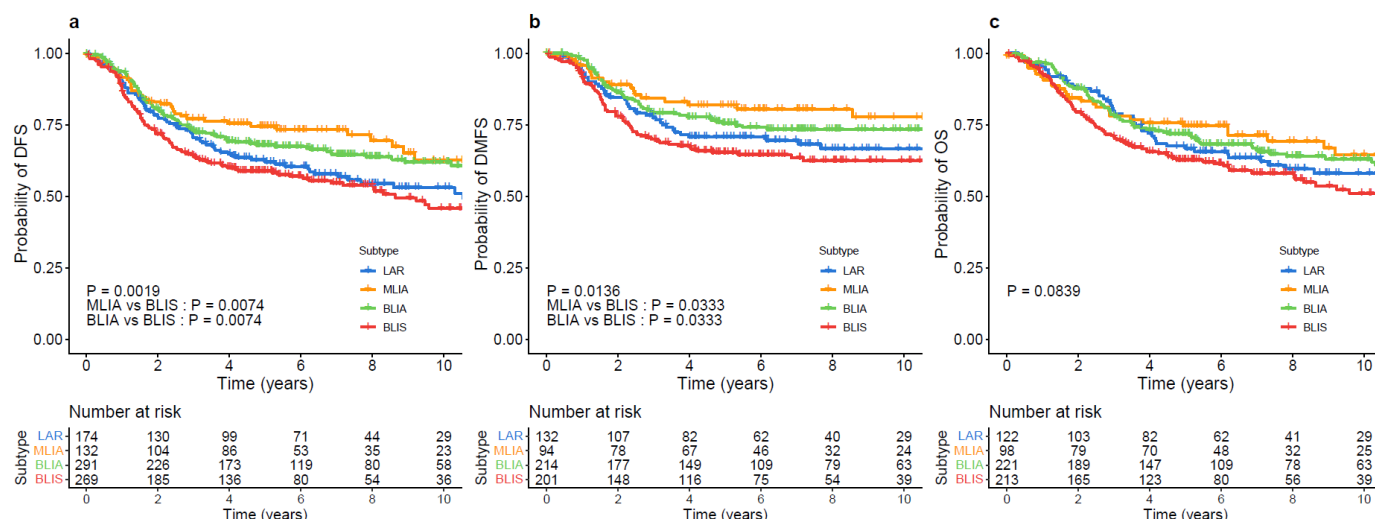 a
Probability of DFS
1.00
0.75
0.50
0.25
0.00
Subtype
LAR
MLIA
BLIA
BLIS
P = 0.0019
MLIA vs BLIS : P = 0.0074
BLIA vs BLIS : P = 0.0074
0 2 4 6 8 10
Time (years)
Number at risk
Subtype
LAR 174 130 99 71 44 29
MLIA 132 104 86 53 35 23
BLIA 291 226 173 119 80 58
BLIS 269 185 136 80 54 36
0 2 4 6 8 10
Time (years)
b
Probability of DMFS
1.00
0.75
0.50
0.25
0.00
Subtype
LAR
MLIA
BLIA
BLIS
P = 0.0136
MLIA vs BLIS : P = 0.0333
BLIA vs BLIS : P = 0.0333
0 2 4 6 8 10
Time (years)
Number at risk
Subtype
LAR 132 107 82 62 40 29
MLIA 94 78 67 46 32 24
BLIA 214 177 149 109 79 63
BLIS 201 148 116 75 54 39
0 2 4 6 8 10
Time (years)
c
Probability of OS
1.00
0.75
0.50
0.25
0.00
Subtype
LAR
MLIA
BLIA
BLIS
P = 0.0839
0 2 4 6 8 10
Time (years)
Number at risk
Subtype
LAR 122 103 82 62 41 29
MLIA 98 79 70 48 32 25
BLIA 221 189 147 109 78 63
BLIS 213 165 123 80 56 39
0 2 4 6 8 10
Time (years)